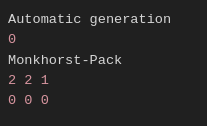 Automatic generation
0
Monkhorst-Pack
2 2 1
0 0 0